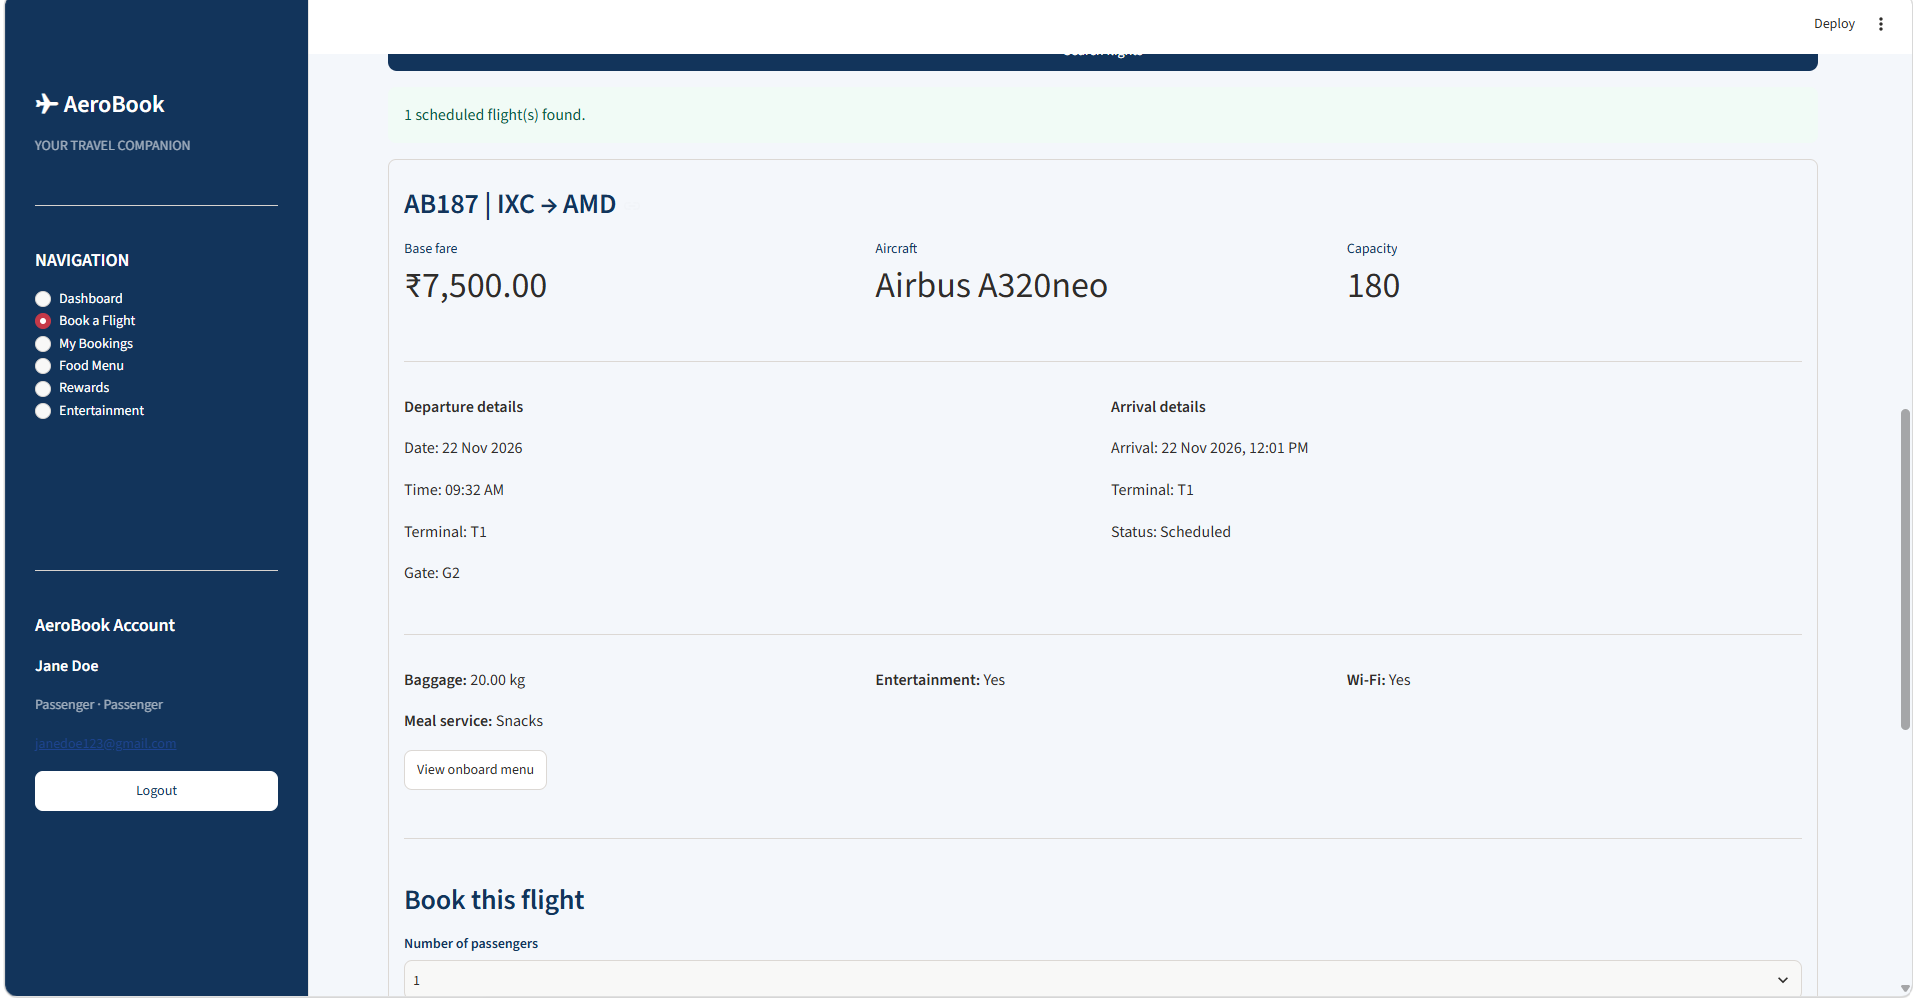 Deploy
AeroBook
YOUR TRAVEL COMPANION
NAVIGATION
Dashboard
Book a Flight
My Bookings
Food Menu
Rewards
Entertainment
AeroBook Account
Jane Doe
Passenger · Passenger
janedoe123@gmail.com
Logout
1 scheduled flight(s) found.
AB187 | IXC → AMD
Base fare
₹7,500.00
Aircraft
Airbus A320neo
Capacity
180
Departure details
Date: 22 Nov 2026
Time: 09:32 AM
Terminal: T1
Gate: G2
Arrival details
Arrival: 22 Nov 2026, 12:01 PM
Terminal: T1
Status: Scheduled
Baggage: 20.00 kg
Entertainment: Yes
Wi-Fi: Yes
Meal service: Snacks
View onboard menu
Book this flight
Number of passengers
1